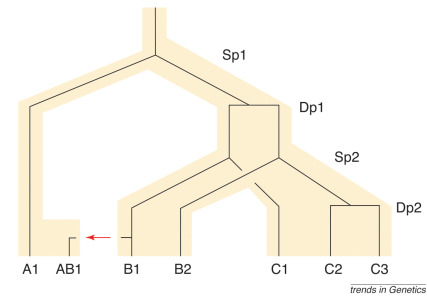 Sp1
Dp1
Sp2
Dp2
A1 AB1 B1 B2 C1 C2 C3
trends in Genetics